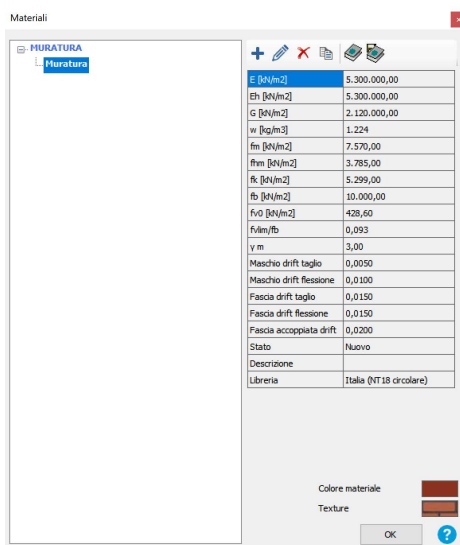 Materiali
MURATURA
Muratura
E [kN/m2] 5.300.000,00
Eh [kN/m2] 5.300.000,00
G [kN/m2] 2.120.000,00
w [kg/m3] 1.224
fm [kN/m2] 7.570,00
fhm [kN/m2] 3.785,00
fk [kN/m2] 5.299,00
fb [kN/m2] 10.000,00
fv0 [kN/m2] 428,60
fvlim/fb 0,093
γ m 3,00
Maschio drift taglio 0,0050
Maschio drift flessione 0,0100
Fascia drift taglio 0,0150
Fascia drift flessione 0,0150
Fascia accoppiata drift 0,0200
Stato Nuovo
Descrizione
Libreria Italia (NT18 circolare)
Colore materiale
Texture
OK ?